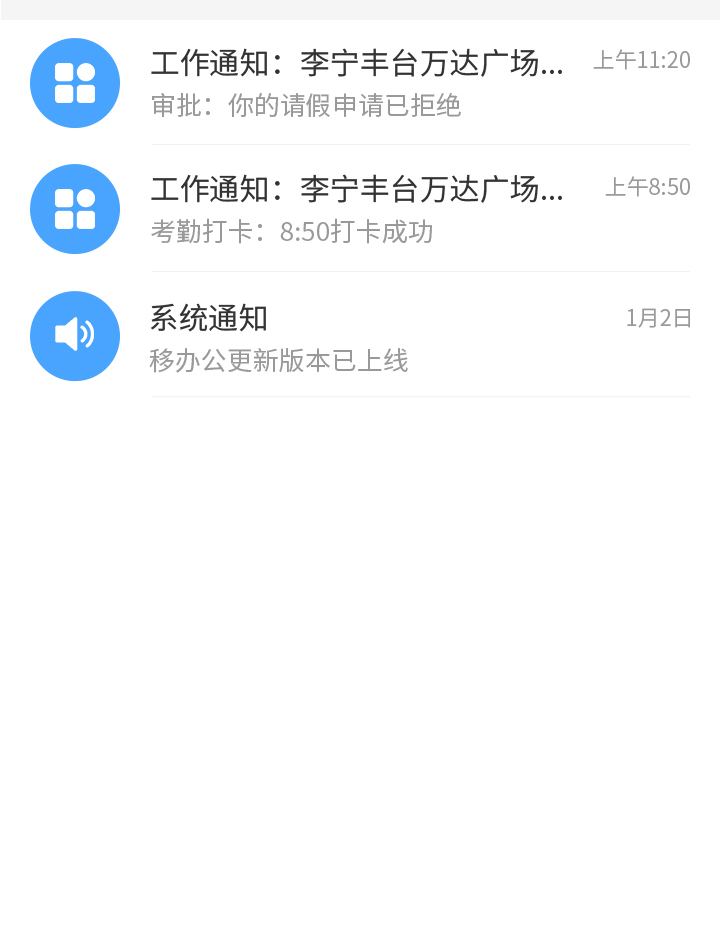 工作通知：李宁丰台万达广场...
上午11:20
审批：你的请假申请已拒绝
工作通知：李宁丰台万达广场...
上午8:50
考勤打卡：8:50打卡成功
系统通知
1月2日
移办公更新版本已上线